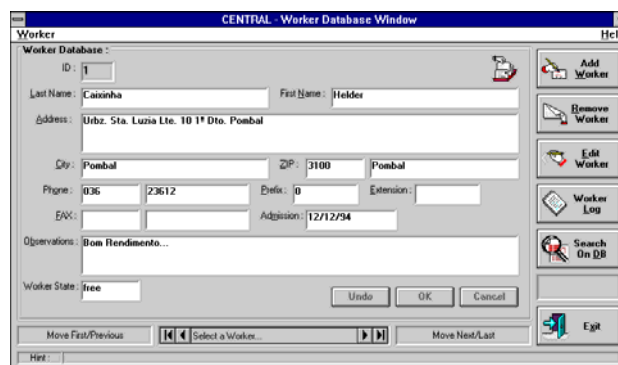 CENTRAL - Worker Database Window
Worker
Hel
Worker Database :
ID : 1
Last Name : Caixinha First Name : Helder
Address : Urbz. Sta. Luzia Lte. 10 1º Dto. Pombal
City : Pombal ZIP : 3100 Pombal
Phone : 036 23612 Prefix : 0 Extension :
FAX : Admission : 12/12/94
Observations : Bom Rendimento...
Worker State : free
Undo OK Cancel
Move First/Previous Select a Worker... Move Next/Last
Hint :
Add Worker
Remove Worker
Edit Worker
Worker Log
Search On DB
Exit